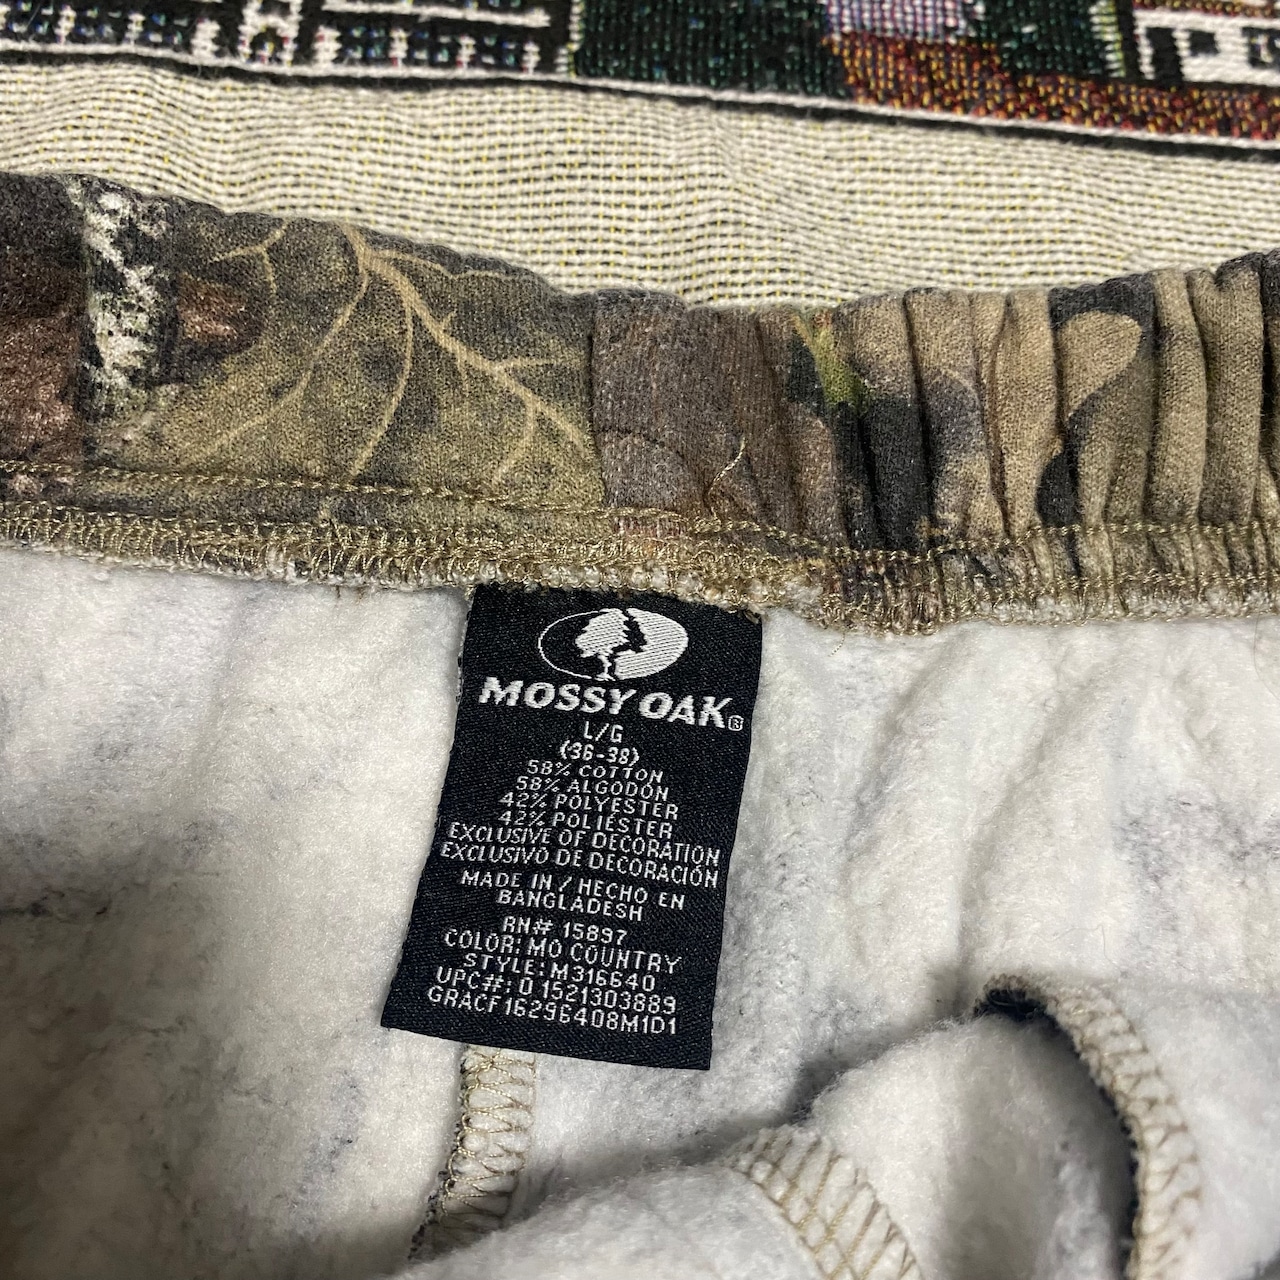 MOSSY OAK®
L/G
(36-38)
58% COTTON
58% ALGODÓN
42% POLYESTER
42% POLIÉSTER
EXCLUSIVE OF DECORATION
EXCLUSIVO DE DECORACIÓN
MADE IN / HECHO EN
BANGLADESH
RN# 15897
COLOR: MO COUNTRY
STYLE: M316640
UPC#: 0 1521303889
GRACF16296408M1D1